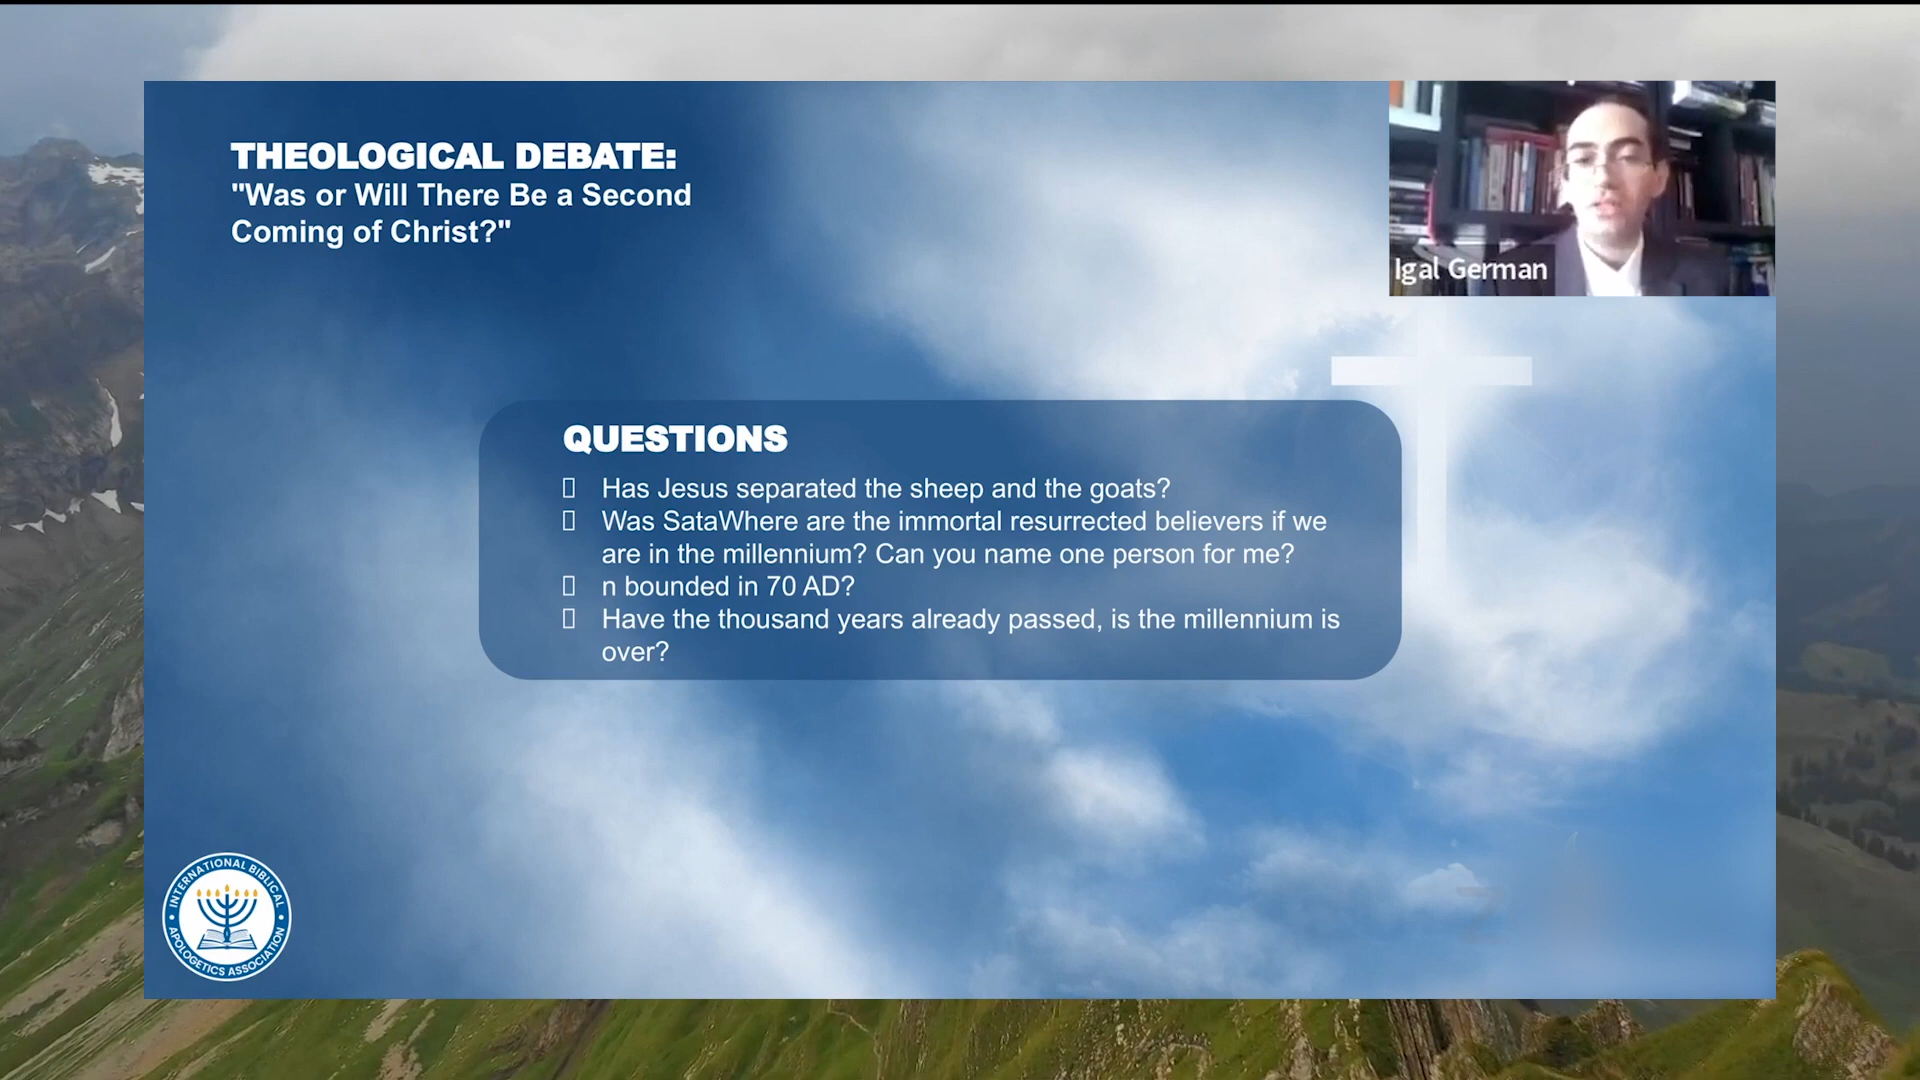 THEOLOGICAL DEBATE:
"Was or Will There Be a Second
Coming of Christ?"
Igal German
QUESTIONS
Has Jesus separated the sheep and the goats?
Was SataWhere are the immortal resurrected believers if we
are in the millennium? Can you name one person for me?
n bounded in 70 AD?
Have the thousand years already passed, is the millennium is
over?
INTERNATIONAL BIBLICAL
APOLOGETICS ASSOCIATION